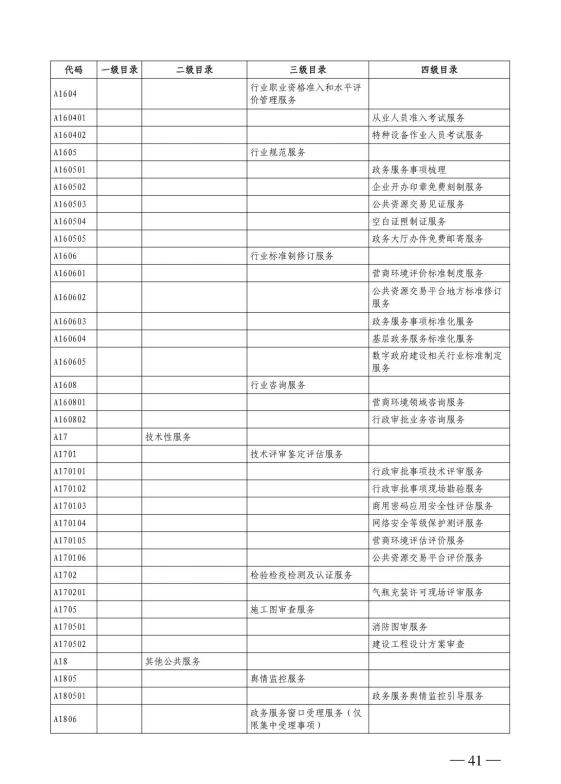 代码 一级目录 二级目录 三级目录 四级目录
A1604 行业职业资格准入和水平评
价管理服务
A160401 从业人员准入考试服务
A160402 特种设备作业人员考试服务
A1605 行业规范服务
A160501 政务服务事项梳理
A160502 企业开办印章免费刻制服务
A160503 公共资源交易见证服务
A160504 空白证照制证服务
A160505 政务大厅办件免费邮寄服务
A1606 行业标准制修订服务
A160601 营商环境评价标准制度服务
A160602 公共资源交易平台地方标准修订
服务
A160603 政务服务事项标准化服务
A160604 基层政务服务标准化服务
A160605 数字政府建设相关行业标准制定
服务
A1608 行业咨询服务
A160801 营商环境领域咨询服务
A160802 行政审批业务咨询服务
A17 技术性服务
A1701 技术评审鉴定评估服务
A170101 行政审批事项技术评审服务
A170102 行政审批事项现场勘验服务
A170103 商用密码应用安全性评估服务
A170104 网络安全等级保护测评服务
A170105 营商环境评估评价服务
A170106 公共资源交易平台评价服务
A1702 检验检疫检测及认证服务
A170201 气瓶充装许可现场评审服务
A1705 施工图审查服务
A170501 消防图审服务
A170502 建设工程设计方案审查
A18 其他公共服务
A1805 舆情监控服务
A180501 政务服务舆情监控引导服务
A1806 政务服务窗口受理服务（仅
限集中受理事项）
— 41 —